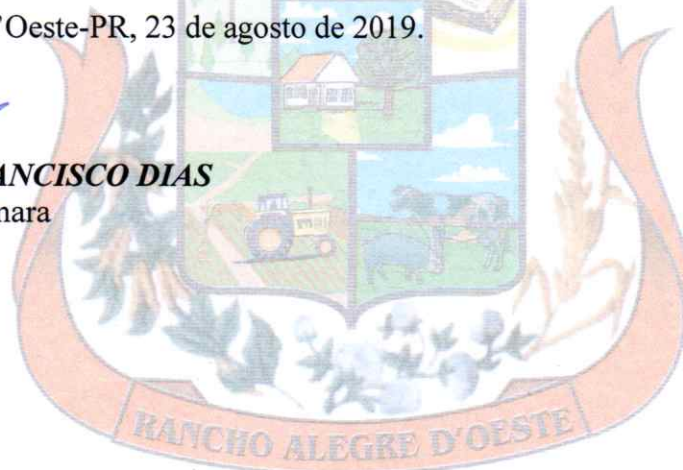 'Oeste-PR, 23 de agosto de 2019.
ANCISCO DIAS
nara
RANCHO ALEGRE D'OESTE